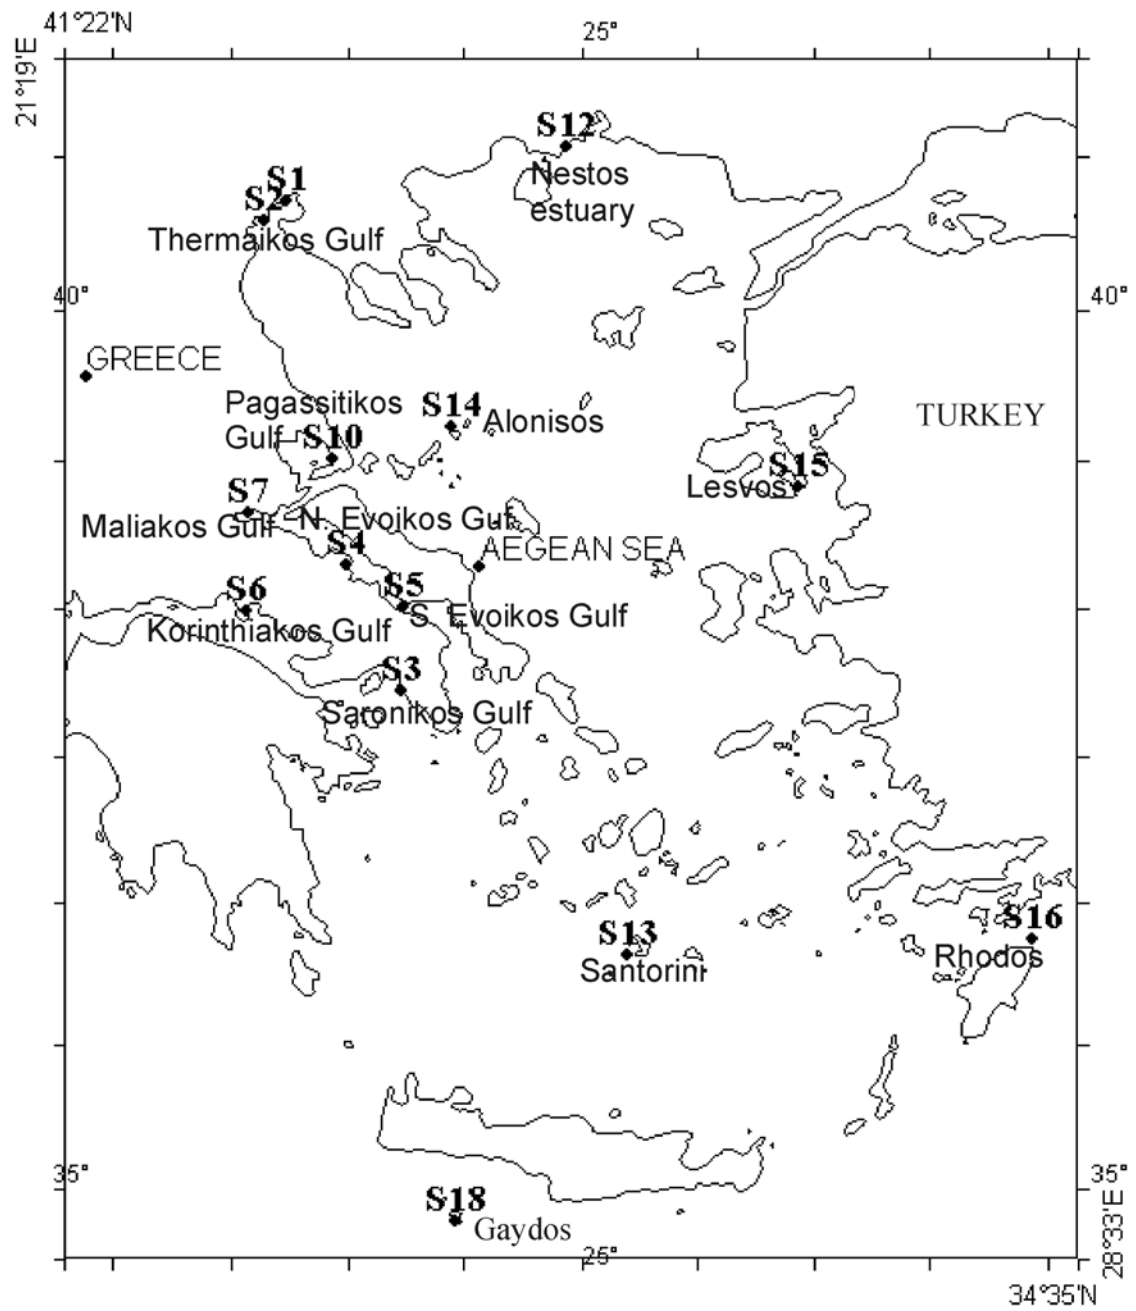 41°22'N
25°
21°19'E
S12
Nestos
estuary
S1
S2
Thermaikos Gulf
40°
40°
GREECE
Pagassitikos
Gulf
S10
S14
Alonisos
TURKEY
S15
Lesvos
S7
Maliakos Gulf
N. Evoikos Guf
S4
AEGEAN SEA
S5
S Evoikos Gulf
S6
Korinthiakos Gulf
S3
Saronikos Gulf
S13
Santorini
S16
Rhodos
35°
35°
S18
Gaydos
25°
28°33'E
34°35'N